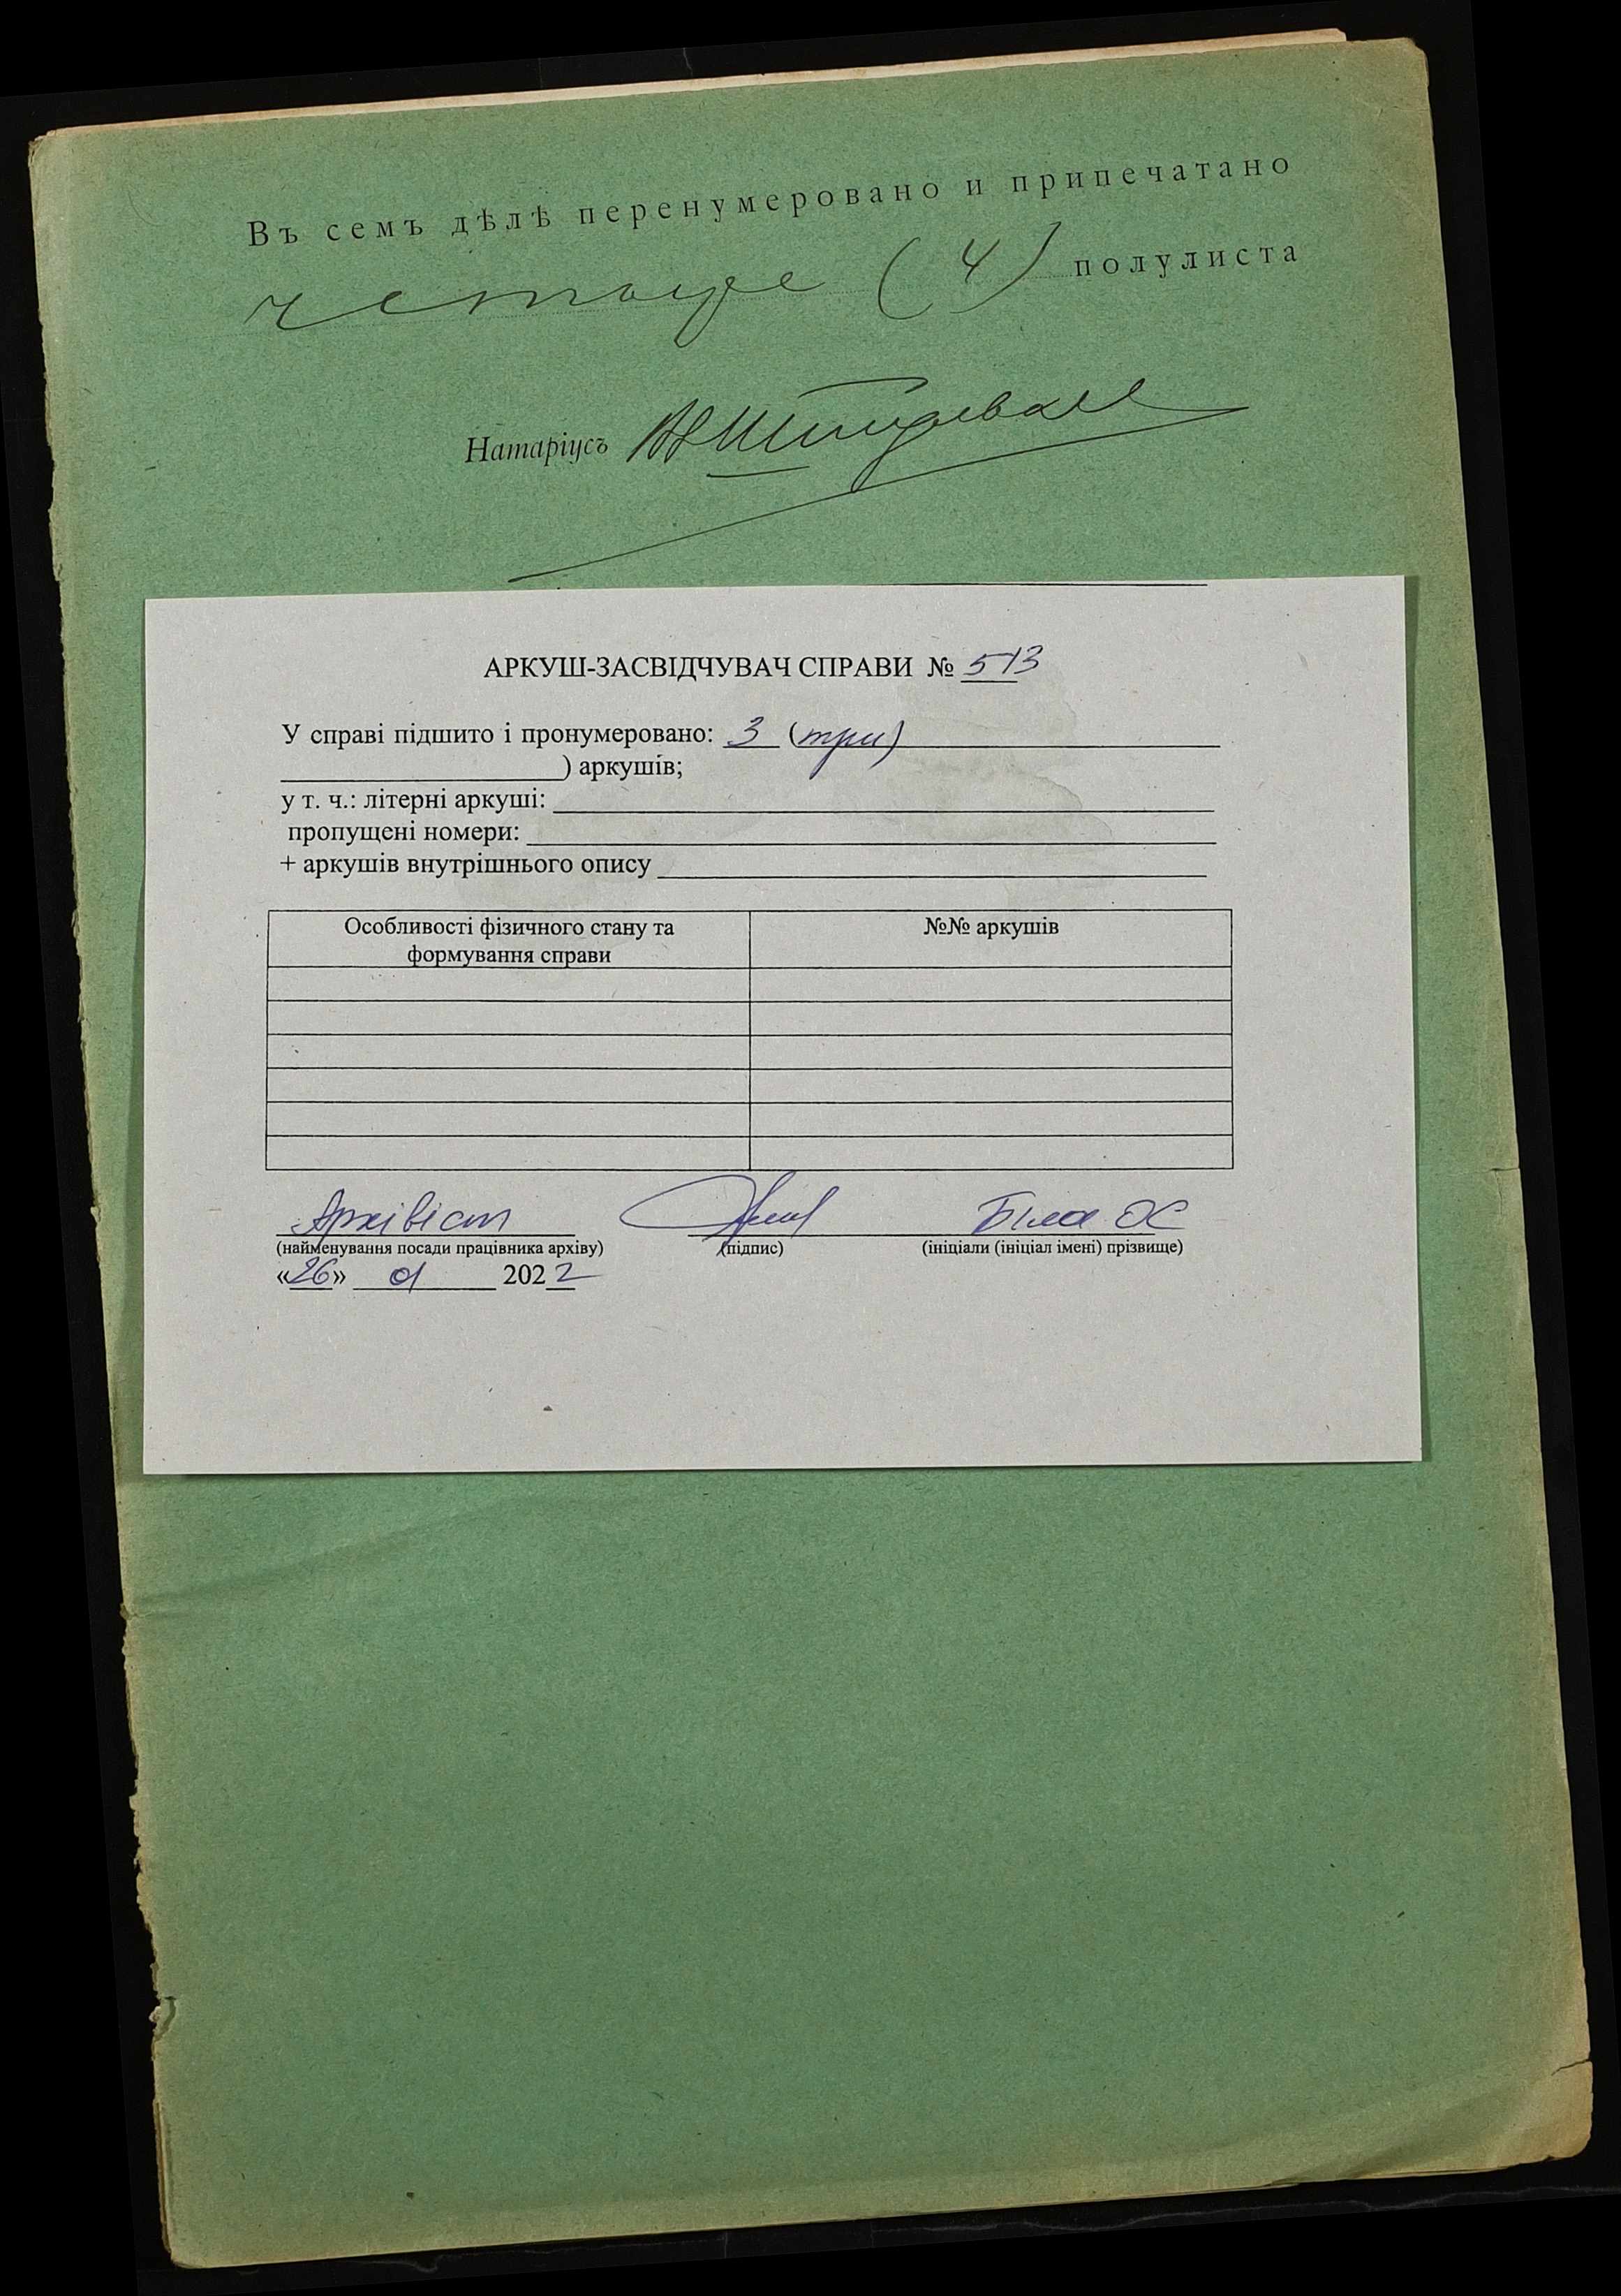 Въ семъ дѣлѣ перенумеровано и припечатано
четыре (4) полулиста
Натаріусъ
АРКУШ-ЗАСВІДЧУВАЧ СПРАВИ № 513
У справі підшито і пронумеровано: 3 (три)
) аркушів;
у т. ч.: літерні аркуші:
пропущені номери:
+ аркушів внутрішнього опису
Особливості фізичного стану та формування справи №№ аркушів
Архівіст Біла ОС
(найменування посади працівника архіву) (підпис) (ініціали (ініціал імені) прізвище)
«26» 01 2022